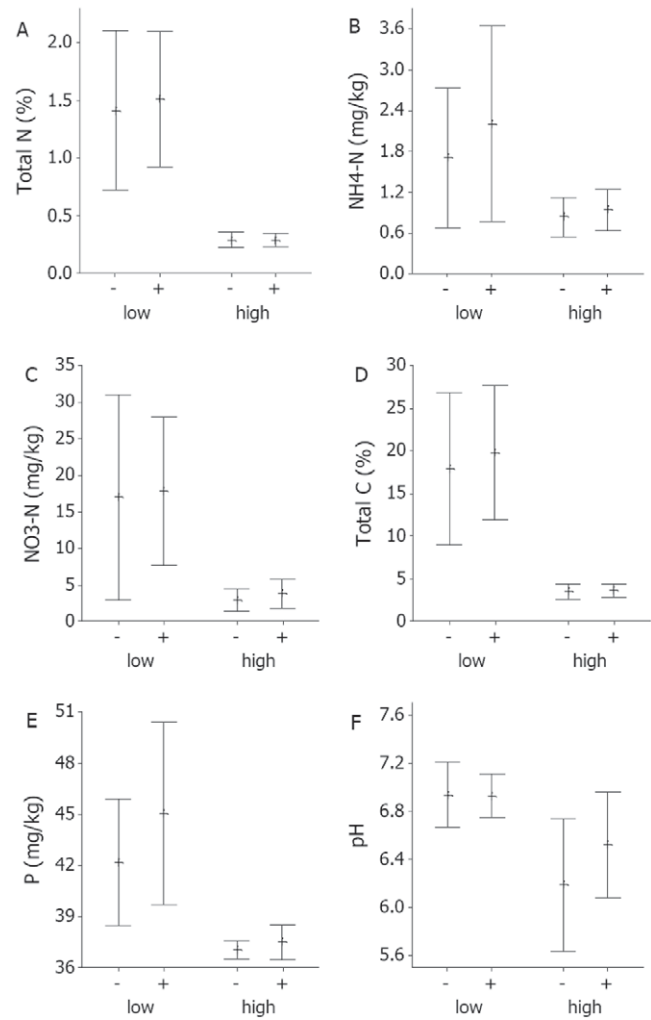 A
Total N (%)
2.0
1.5
1.0
0.5
0.0
- + - +
low high
B
NH4-N (mg/kg)
3.6
3.0
2.4
1.8
1.2
0.6
0.0
- + - +
low high
C
NO3-N (mg/kg)
35
30
25
20
15
10
5
0
- + - +
low high
D
Total C (%)
30
25
20
15
10
5
0
- + - +
low high
E
P (mg/kg)
51
48
45
42
39
36
- + - +
low high
F
pH
7.6
7.2
6.8
6.4
6.0
5.6
- + - +
low high